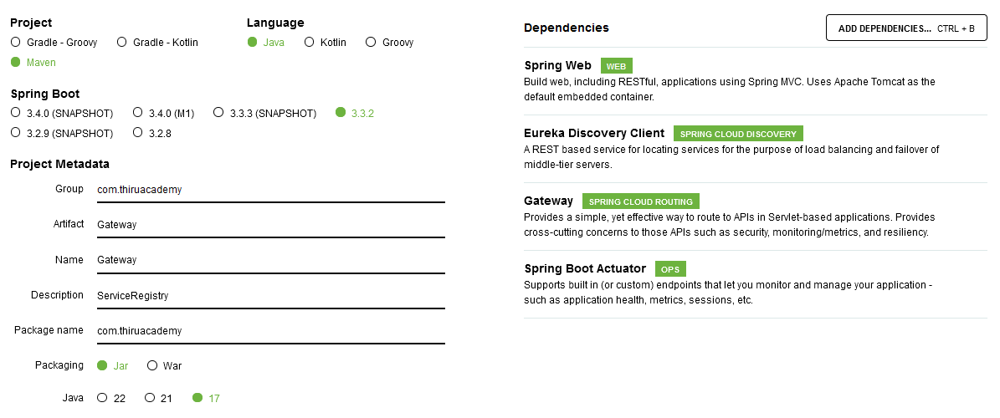 Project
Gradle - Groovy Gradle - Kotlin
Maven
Language
Java Kotlin Groovy
Spring Boot
3.4.0 (SNAPSHOT) 3.4.0 (M1) 3.3.3 (SNAPSHOT) 3.3.2
3.2.9 (SNAPSHOT) 3.2.8
Project Metadata
Group com.thiruacademy
Artifact Gateway
Name Gateway
Description ServiceRegistry
Package name com.thiruacademy
Packaging Jar War
Java 22 21 17
Dependencies ADD DEPENDENCIES... CTRL + B
Spring Web WEB
Build web, including RESTful, applications using Spring MVC. Uses Apache Tomcat as the
default embedded container.
Eureka Discovery Client SPRING CLOUD DISCOVERY
A REST based service for locating services for the purpose of load balancing and failover of
middle-tier servers.
Gateway SPRING CLOUD ROUTING
Provides a simple, yet effective way to route to APIs in Servlet-based applications. Provides
cross-cutting concerns to those APIs such as security, monitoring/metrics, and resiliency.
Spring Boot Actuator OPS
Supports built in (or custom) endpoints that let you monitor and manage your application -
such as application health, metrics, sessions, etc.